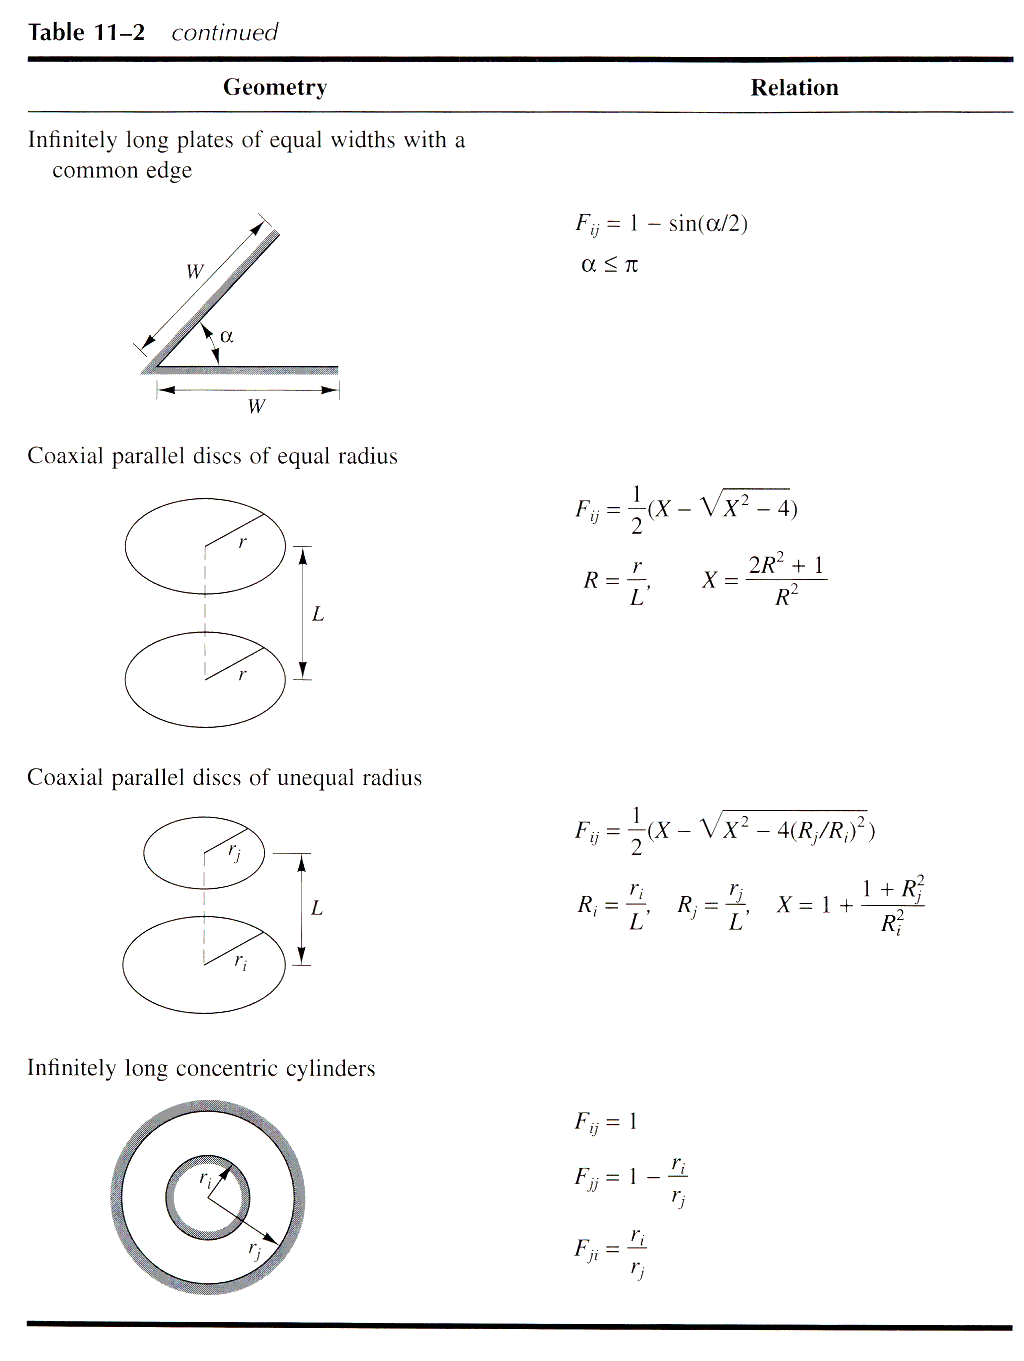 Table 11–2 continued
Geometry Relation
Infinitely long plates of equal widths with a
common edge
W
α
W
F_ij = 1 − sin(α/2)
α ≤ π
Coaxial parallel discs of equal radius
r
L
r
F_ij = 1/2 (X − √(X² − 4))
R = r/L, X = (2R² + 1)/R²
Coaxial parallel discs of unequal radius
r_j
L
r_i
F_ij = 1/2 (X − √(X² − 4(R_j/R_i)²))
R_i = r_i/L, R_j = r_j/L, X = 1 + (1 + R_j²)/R_i²
Infinitely long concentric cylinders
r_i
r_j
F_ij = 1
F_jj = 1 − r_i/r_j
F_ji = r_i/r_j